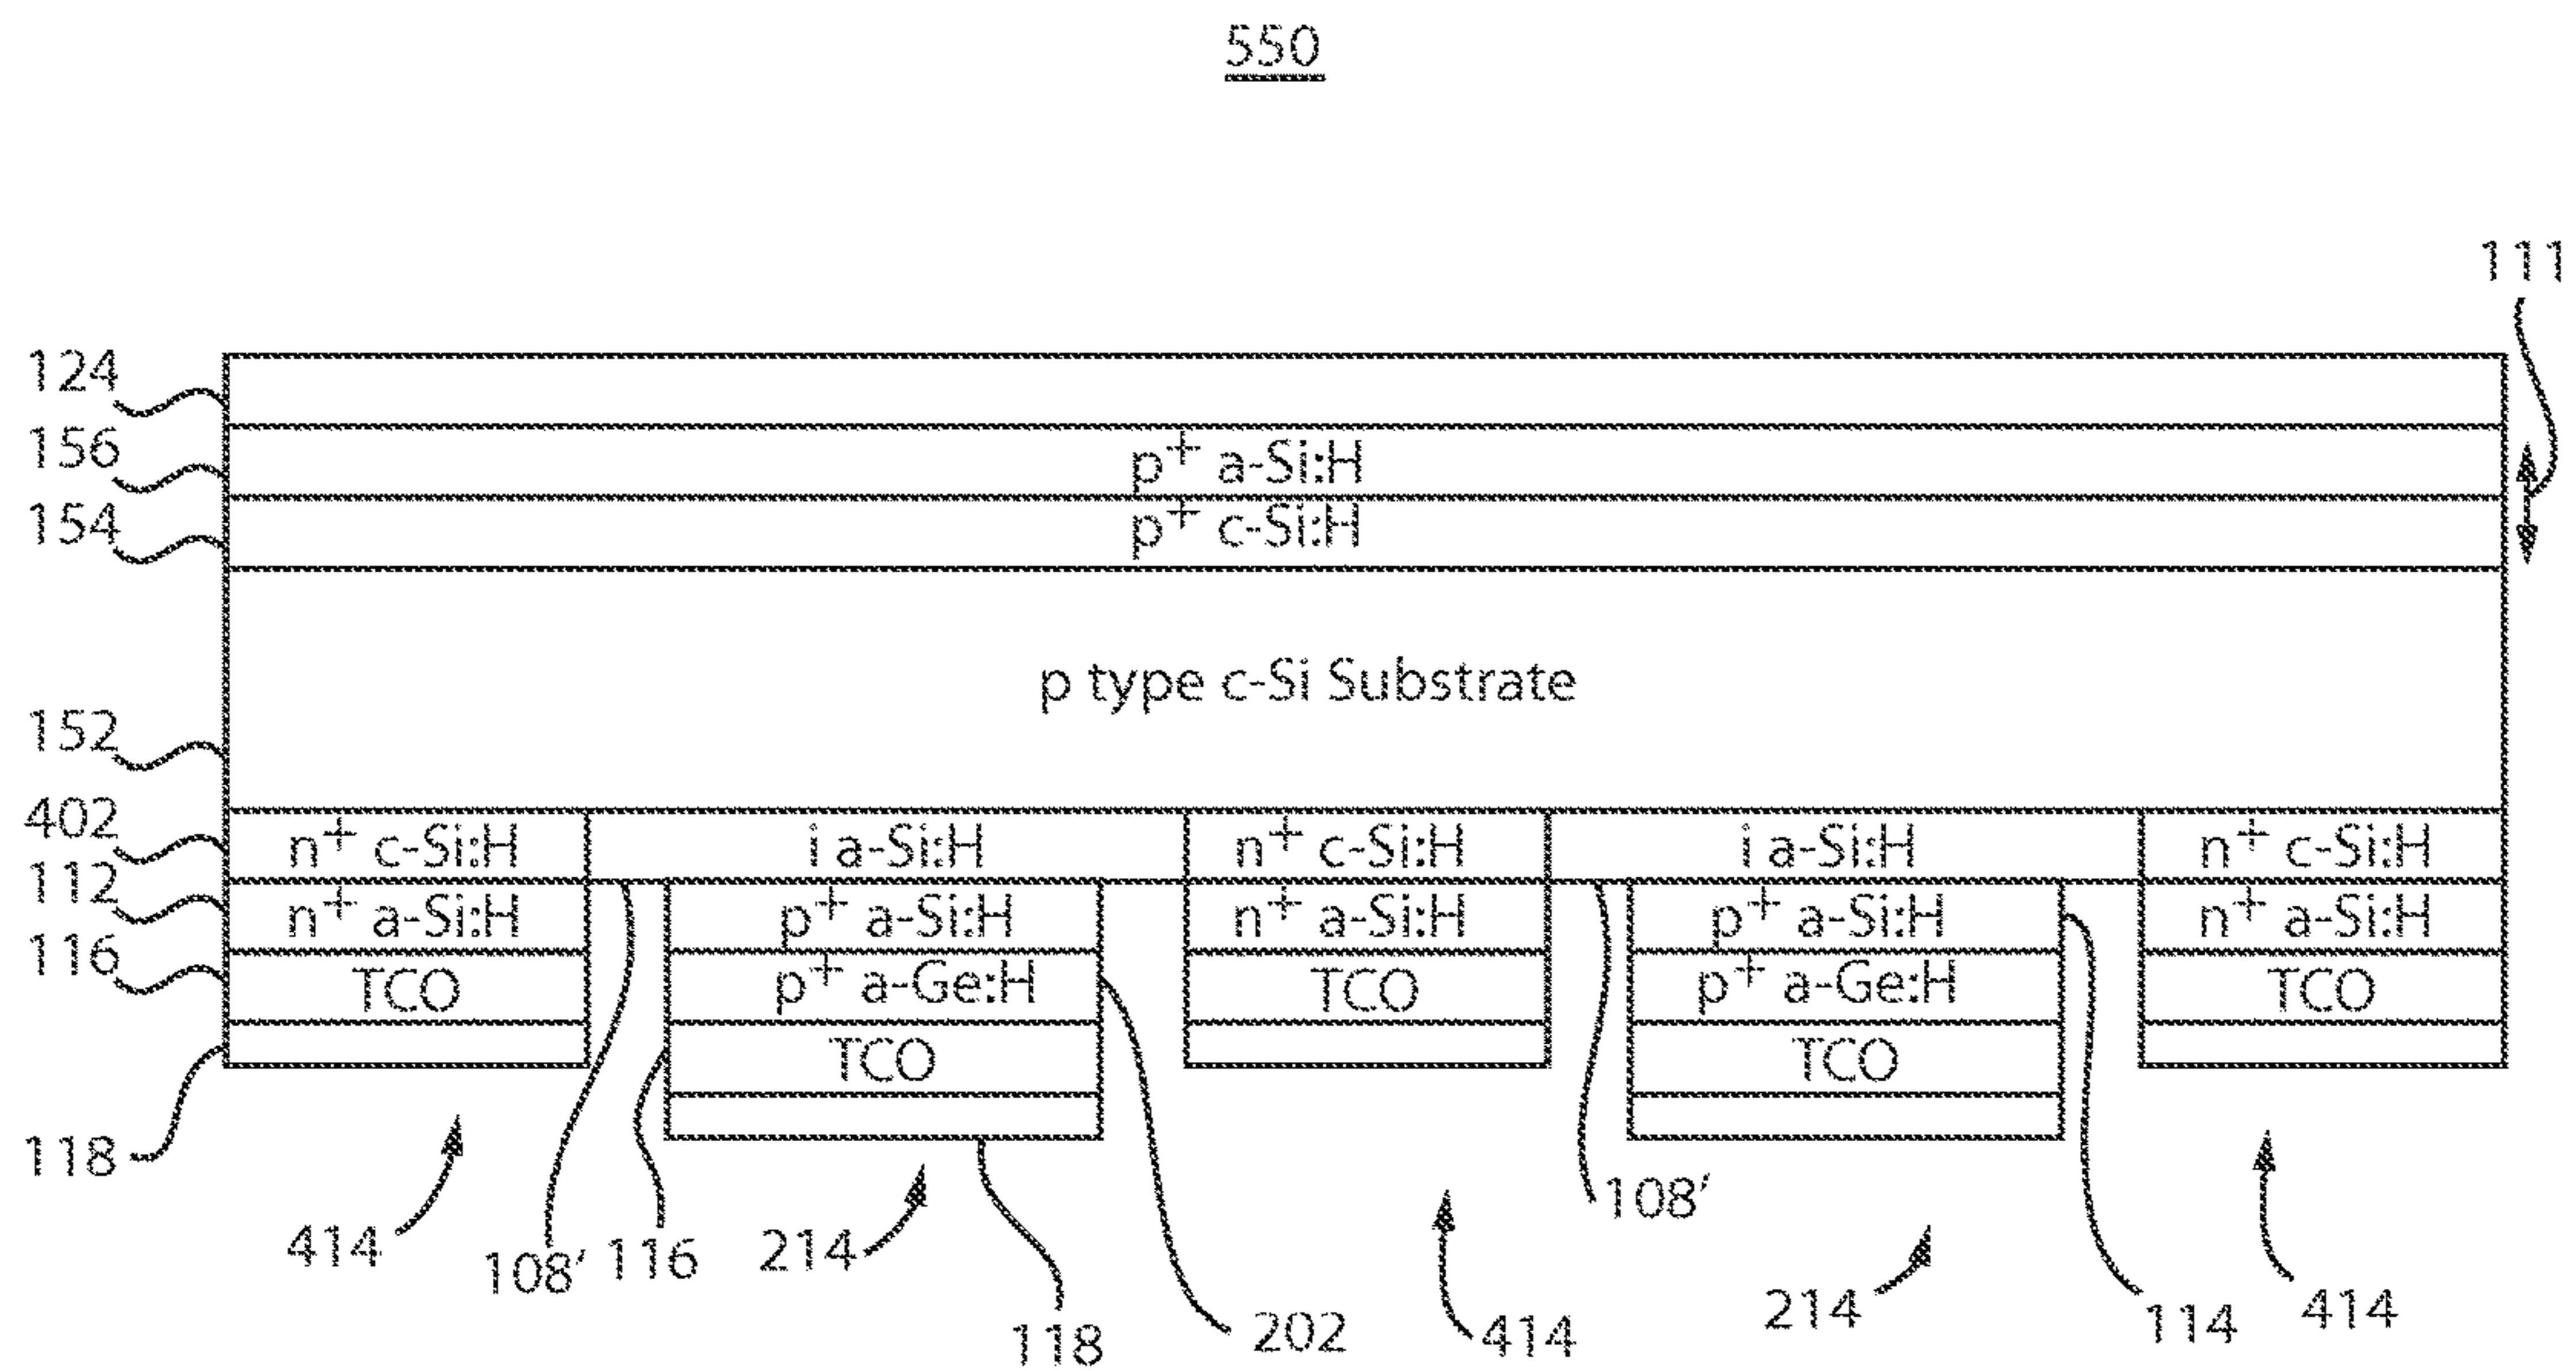 550
111
124
156 p+ a-Si:H
154 p+ c-Si:H
p type c-Si Substrate
152
402 n+ c-Si:H i a-Si:H n+ c-Si:H i a-Si:H n+ c-Si:H
112 n+ a-Si:H p+ a-Si:H n+ a-Si:H p+ a-Si:H n+ a-Si:H
116 TCO p+ a-Ge:H TCO p+ a-Ge:H TCO
TCO TCO
118
108′
414 108′ 116 214 214 414
118 202 414 114